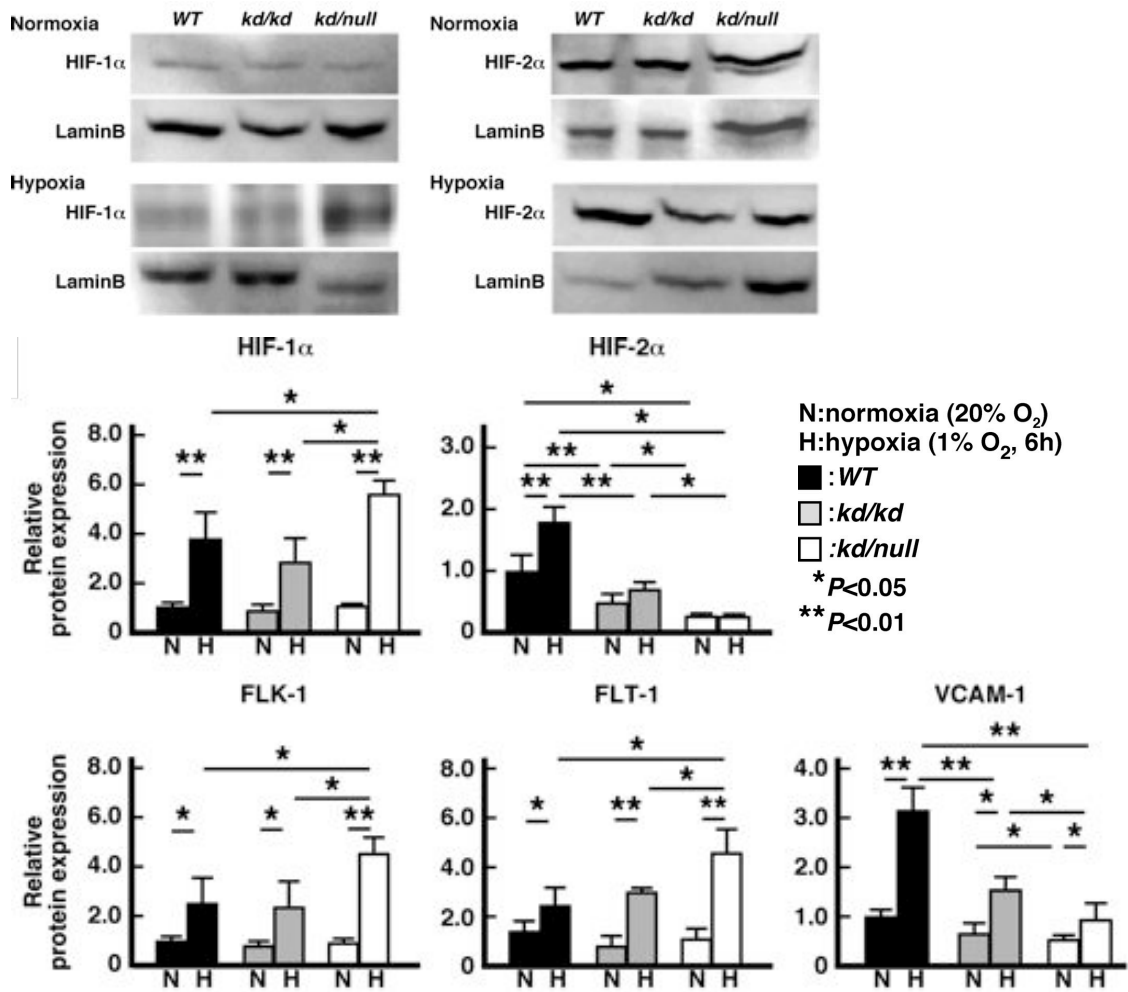 Normoxia WT kd/kd kd/null
HIF-1α
LaminB
Hypoxia
HIF-1α
LaminB
Normoxia WT kd/kd kd/null
HIF-2α
LaminB
Hypoxia
HIF-2α
LaminB
HIF-1α
Relative
protein expression
8.0
6.0
4.0
2.0
0
* * ** ** **
N H N H N H
HIF-2α
3.0
2.0
1.0
0
* * ** * ** ** *
N H N H N H
N:normoxia (20% O2)
H:hypoxia (1% O2, 6h)
:WT
:kd/kd
:kd/null
*P<0.05
**P<0.01
FLK-1
Relative
protein expression
8.0
6.0
4.0
2.0
0
* * * * **
N H N H N H
FLT-1
8.0
6.0
4.0
2.0
0
* * * ** **
N H N H N H
VCAM-1
4.0
3.0
2.0
1.0
0
** ** ** * * * *
N H N H N H